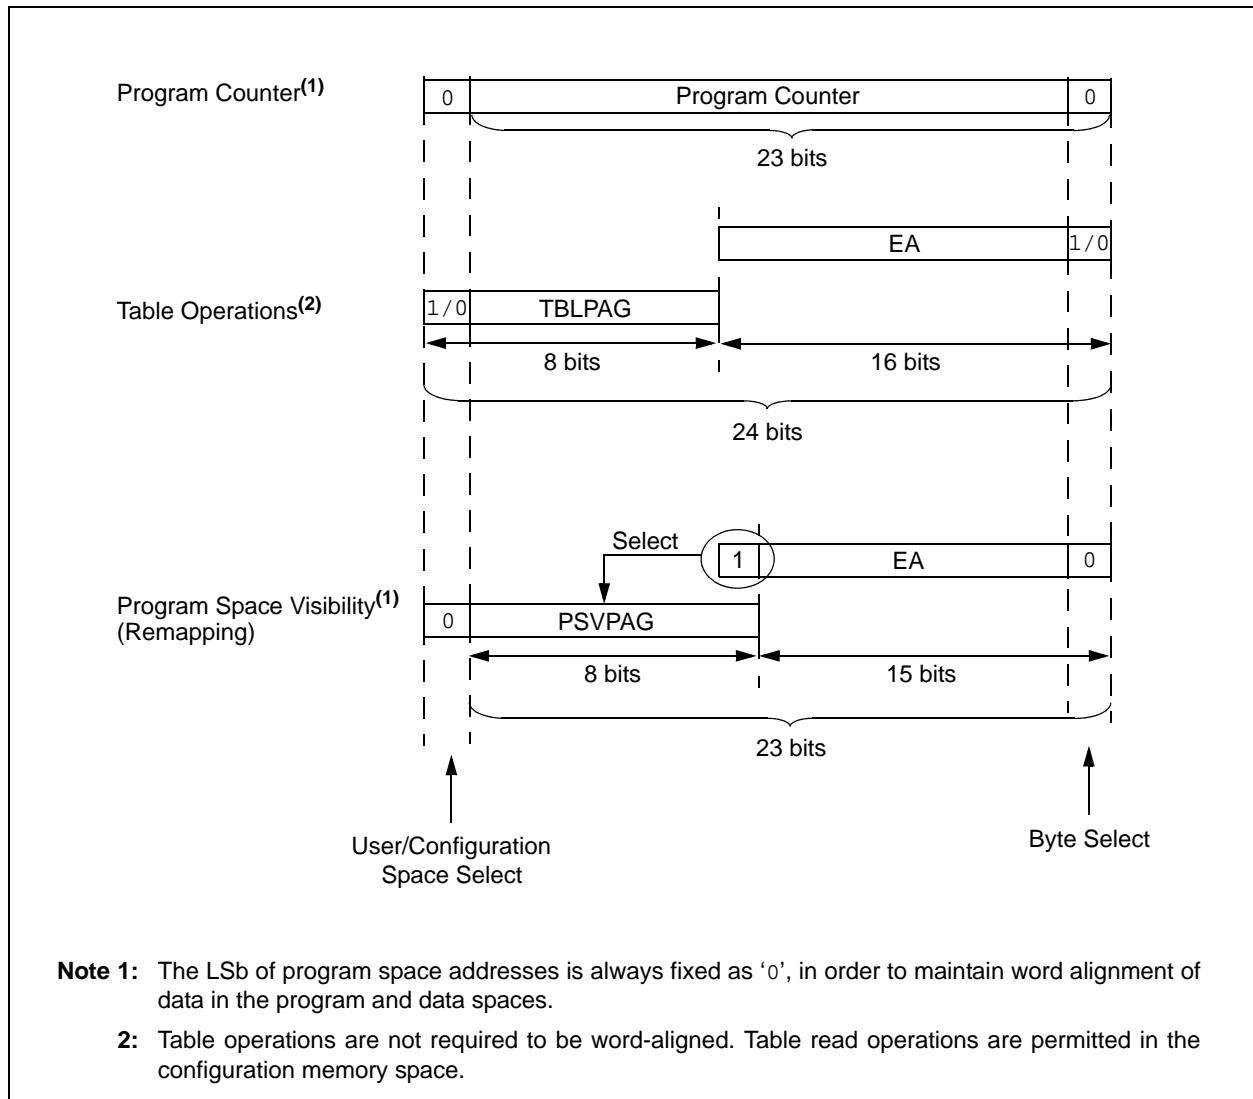 Program Counter(1)
0
Program Counter
0
23 bits
EA
1/0
Table Operations(2)
1/0
TBLPAG
8 bits
16 bits
24 bits
Select
1
EA
0
Program Space Visibility(1)
(Remapping)
0
PSVPAG
8 bits
15 bits
23 bits
User/Configuration
Space Select
Byte Select
Note 1: The LSb of program space addresses is always fixed as ‘0’, in order to maintain word alignment of
data in the program and data spaces.
2: Table operations are not required to be word-aligned. Table read operations are permitted in the
configuration memory space.